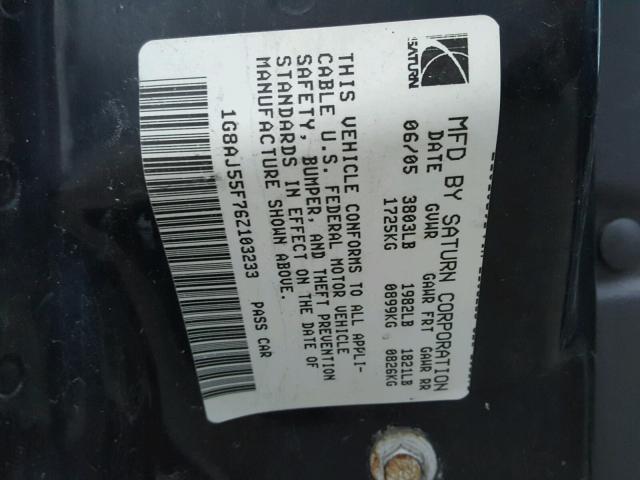 SATURN
MFD BY SATURN CORPORATION
DATE GVWR GAWR FRT GAWR RR
06/05 3803LB 1982LB 1821LB
1725KG 0899KG 0826KG
THIS VEHICLE CONFORMS TO ALL APPLI-
CABLE U.S. FEDERAL MOTOR VEHICLE
SAFETY, BUMPER, AND THEFT PREVENTION
STANDARDS IN EFFECT ON THE DATE OF
MANUFACTURE SHOWN ABOVE.
1G8AJ55F76Z103233 PASS CAR